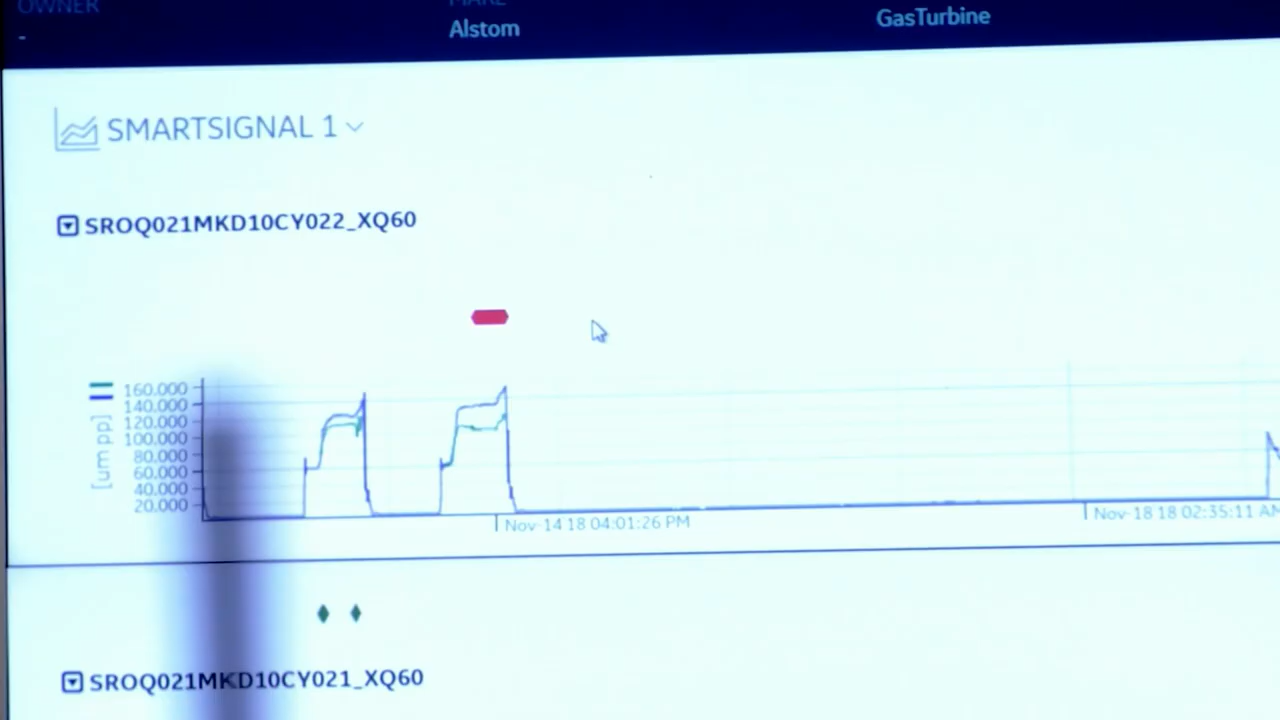 OWNER
MAKE
-
Alstom
GasTurbine
SMARTSIGNAL 1
SROQ021MKD10CY022_XQ60
160.000
140.000
120.000
100.000
80.000
60.000
40.000
20.000
[um pp]
Nov-14 18 04:01:26 PM
Nov-18 18 02:35:11 AM
SROQ021MKD10CY021_XQ60